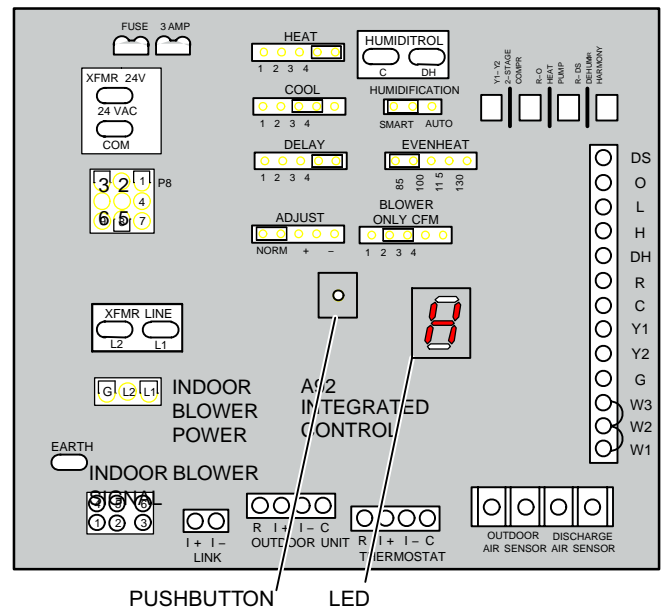 FUSE 3 AMP
XFMR 24V
24 VAC
COM
3 2 1
P8
4
6 5 7
HEAT
1 2 3 4
COOL
1 2 3 4
DELAY
1 2 3 4
ADJUST
NORM + –
HUMIDITROL
C DH
HUMIDIFICATION
SMART AUTO
EVENHEAT
85 100 115 130
BLOWER
ONLY CFM
1 2 3 4
Y1–Y2
2–STAGE
COMPR
R–O
HEAT
PUMP
R–DS
DEHUM
HARMONY
DS
O
L
H
DH
R
C
Y1
Y2
G
W3
W2
W1
XFMR LINE
L2 L1
G L2 L1
INDOOR
BLOWER
POWER
A92
INTEGRATED
CONTROL
EARTH
INDOOR BLOWER
SIGNAL
1 2 3
I + I –
LINK
R I + I – C
OUTDOOR UNIT
R I + I – C
THERMOSTAT
OUTDOOR
AIR SENSOR
DISCHARGE
AIR SENSOR
PUSHBUTTON LED